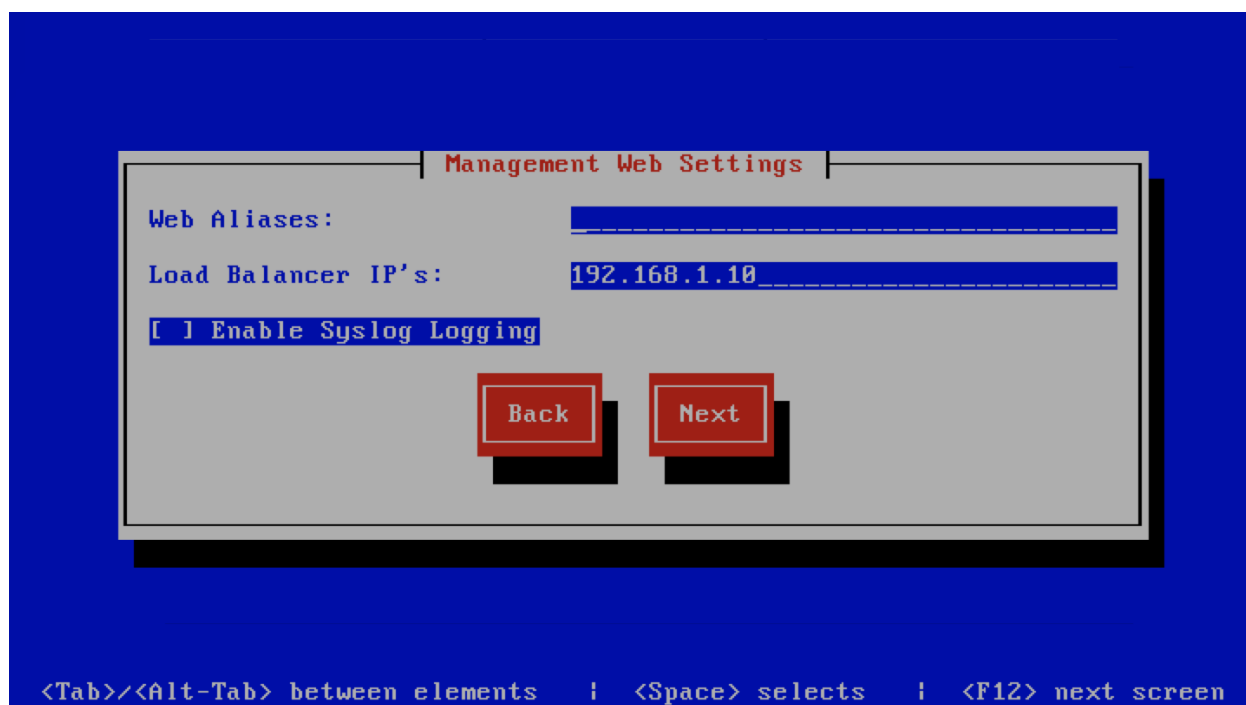 Management Web Settings
Web Aliases:
Load Balancer IP's: 192.168.1.10
[ ] Enable Syslog Logging
Back Next
<Tab>/<Alt-Tab> between elements | <Space> selects | <F12> next screen